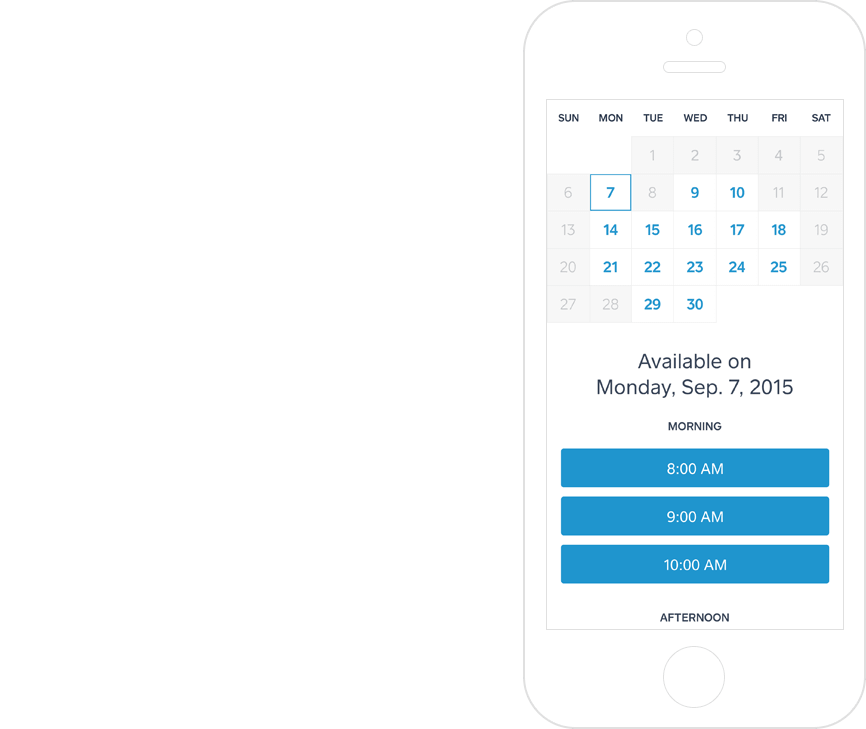 SUN MON TUE WED THU FRI SAT
1 2 3 4 5
6 7 8 9 10 11 12
13 14 15 16 17 18 19
20 21 22 23 24 25 26
27 28 29 30
Available on
Monday, Sep. 7, 2015
MORNING
8:00 AM
9:00 AM
10:00 AM
AFTERNOON